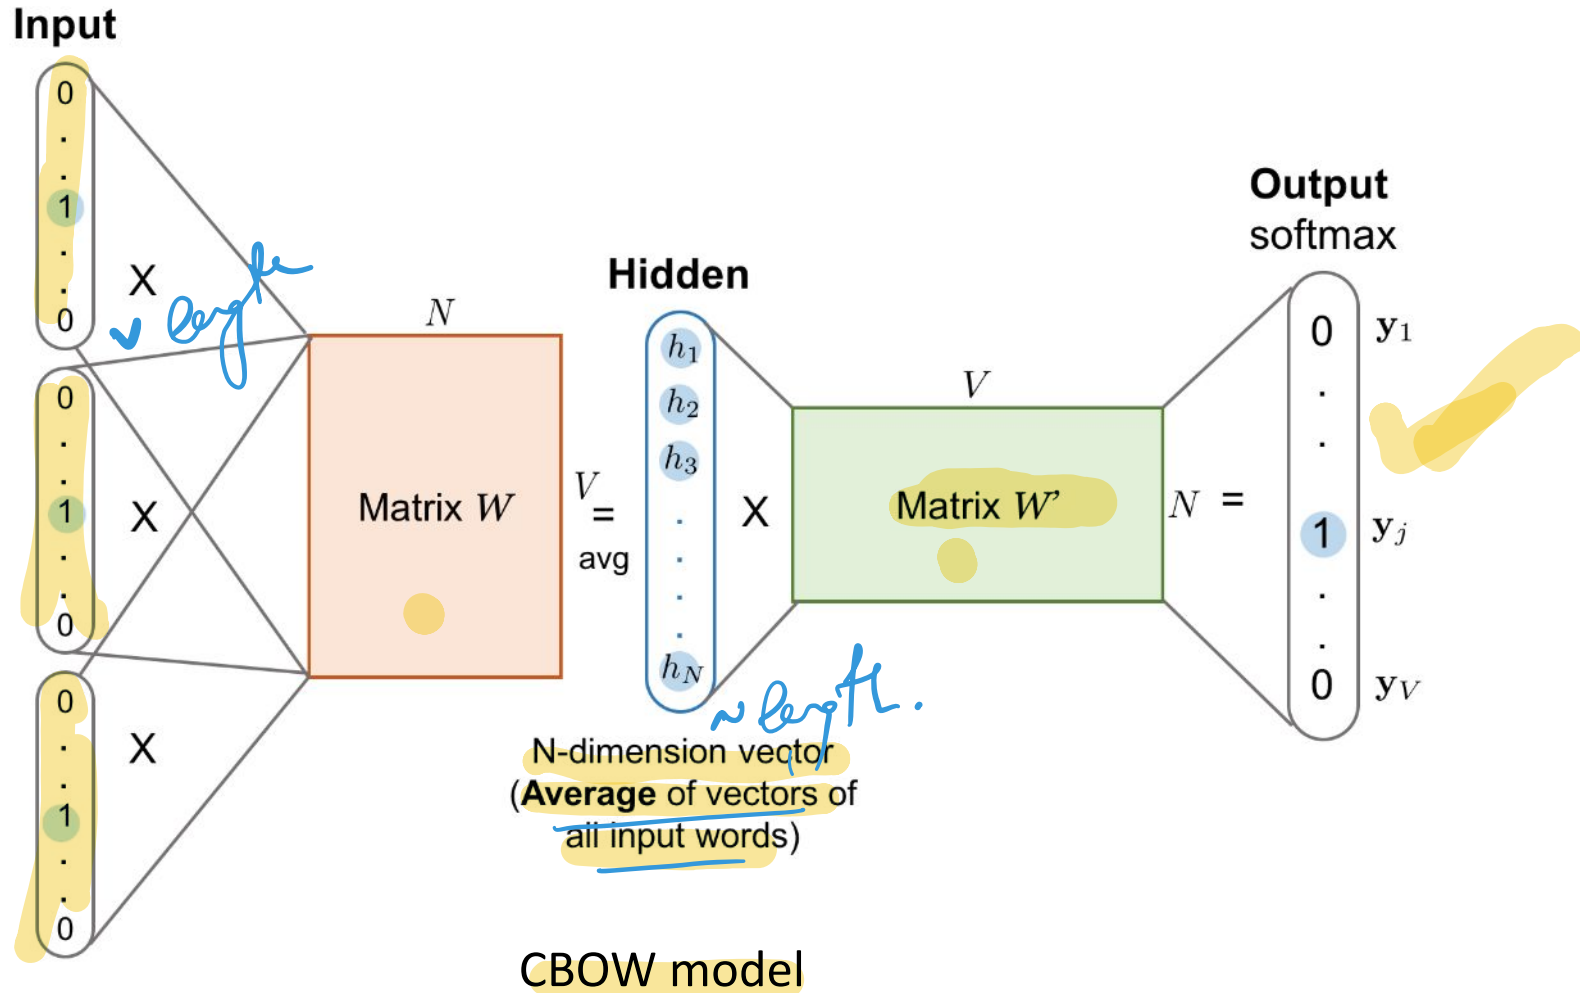 Input
0
.
.
1
.
.
0
X
v length
0
.
.
1
.
.
0
X
0
.
.
1
.
.
0
X
N
Matrix W
V
=
avg
Hidden
h1
h2
h3
.
.
.
.
hN
N length.
N-dimension vector
(Average of vectors of
all input words)
X
V
Matrix W’
N =
Output
softmax
0 y1
.
.
1 yj
.
.
0 yV
CBOW model